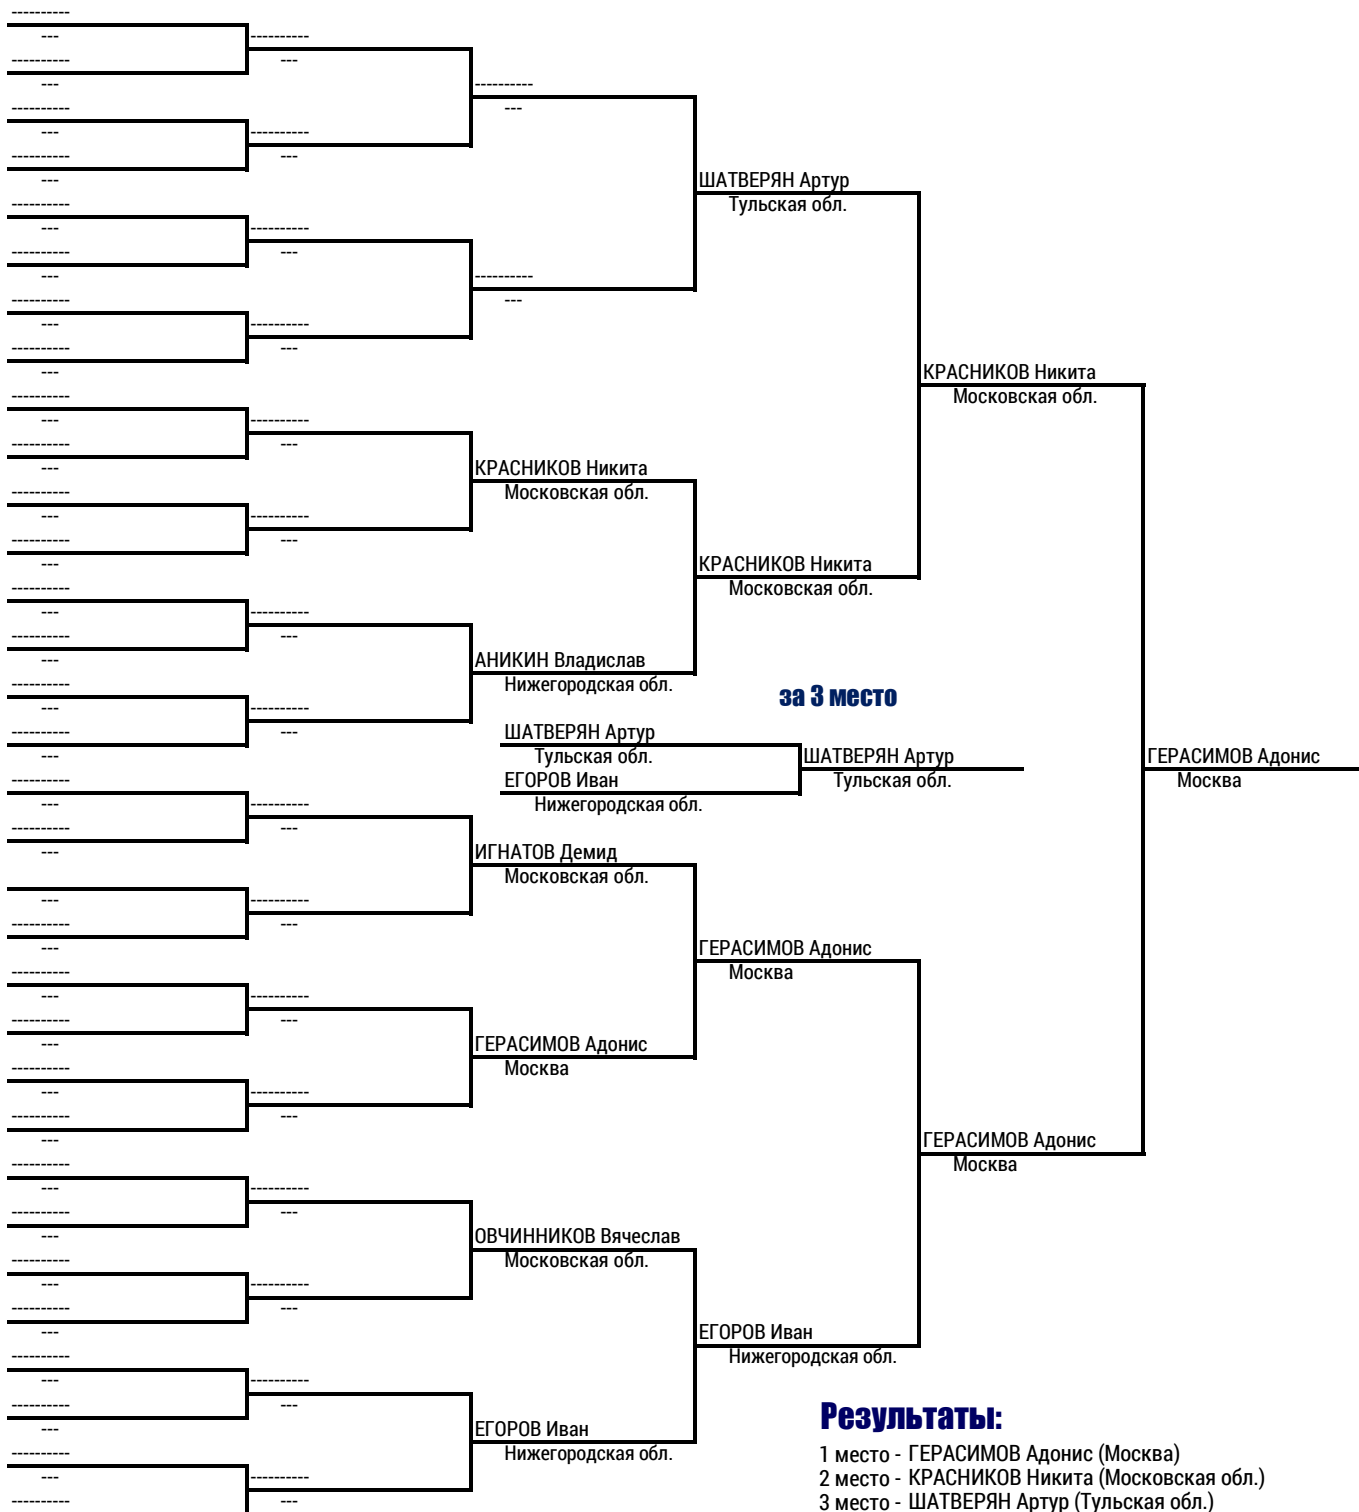 ----------
---
----------
----------
---
---
----------
----------
---
---
----------
---
----------
---
----------
---
ШАТВЕРЯН Артур
Тульская обл.
----------
---
----------
----------
---
---
----------
----------
---
---
----------
---
----------
---
----------
---
КРАСНИКОВ Никита
Московская обл.
----------
---
----------
----------
---
---
КРАСНИКОВ Никита
Московская обл.
----------
---
----------
----------
---
---
КРАСНИКОВ Никита
Московская обл.
----------
---
----------
----------
---
---
АНИКИН Владислав
Нижегородская обл.
----------
---
----------
----------
---
---
за 3 место
ШАТВЕРЯН Артур
Тульская обл.
ЕГОРОВ Иван
Нижегородская обл.
ШАТВЕРЯН Артур
Тульская обл.
ГЕРАСИМОВ Адонис
Москва
----------
---
----------
----------
---
---
ИГНАТОВ Демид
Московская обл.
---
----------
----------
---
---
ГЕРАСИМОВ Адонис
Москва
----------
---
----------
----------
---
---
ГЕРАСИМОВ Адонис
Москва
----------
---
----------
----------
---
---
ГЕРАСИМОВ Адонис
Москва
----------
---
----------
----------
---
---
ОВЧИННИКОВ Вячеслав
Московская обл.
----------
---
----------
----------
---
---
ЕГОРОВ Иван
Нижегородская обл.
----------
---
----------
----------
---
---
ЕГОРОВ Иван
Нижегородская обл.
----------
---
----------
----------
---
Результаты:
1 место - ГЕРАСИМОВ Адонис (Москва)
2 место - КРАСНИКОВ Никита (Московская обл.)
3 место - ШАТВЕРЯН Артур (Тульская обл.)